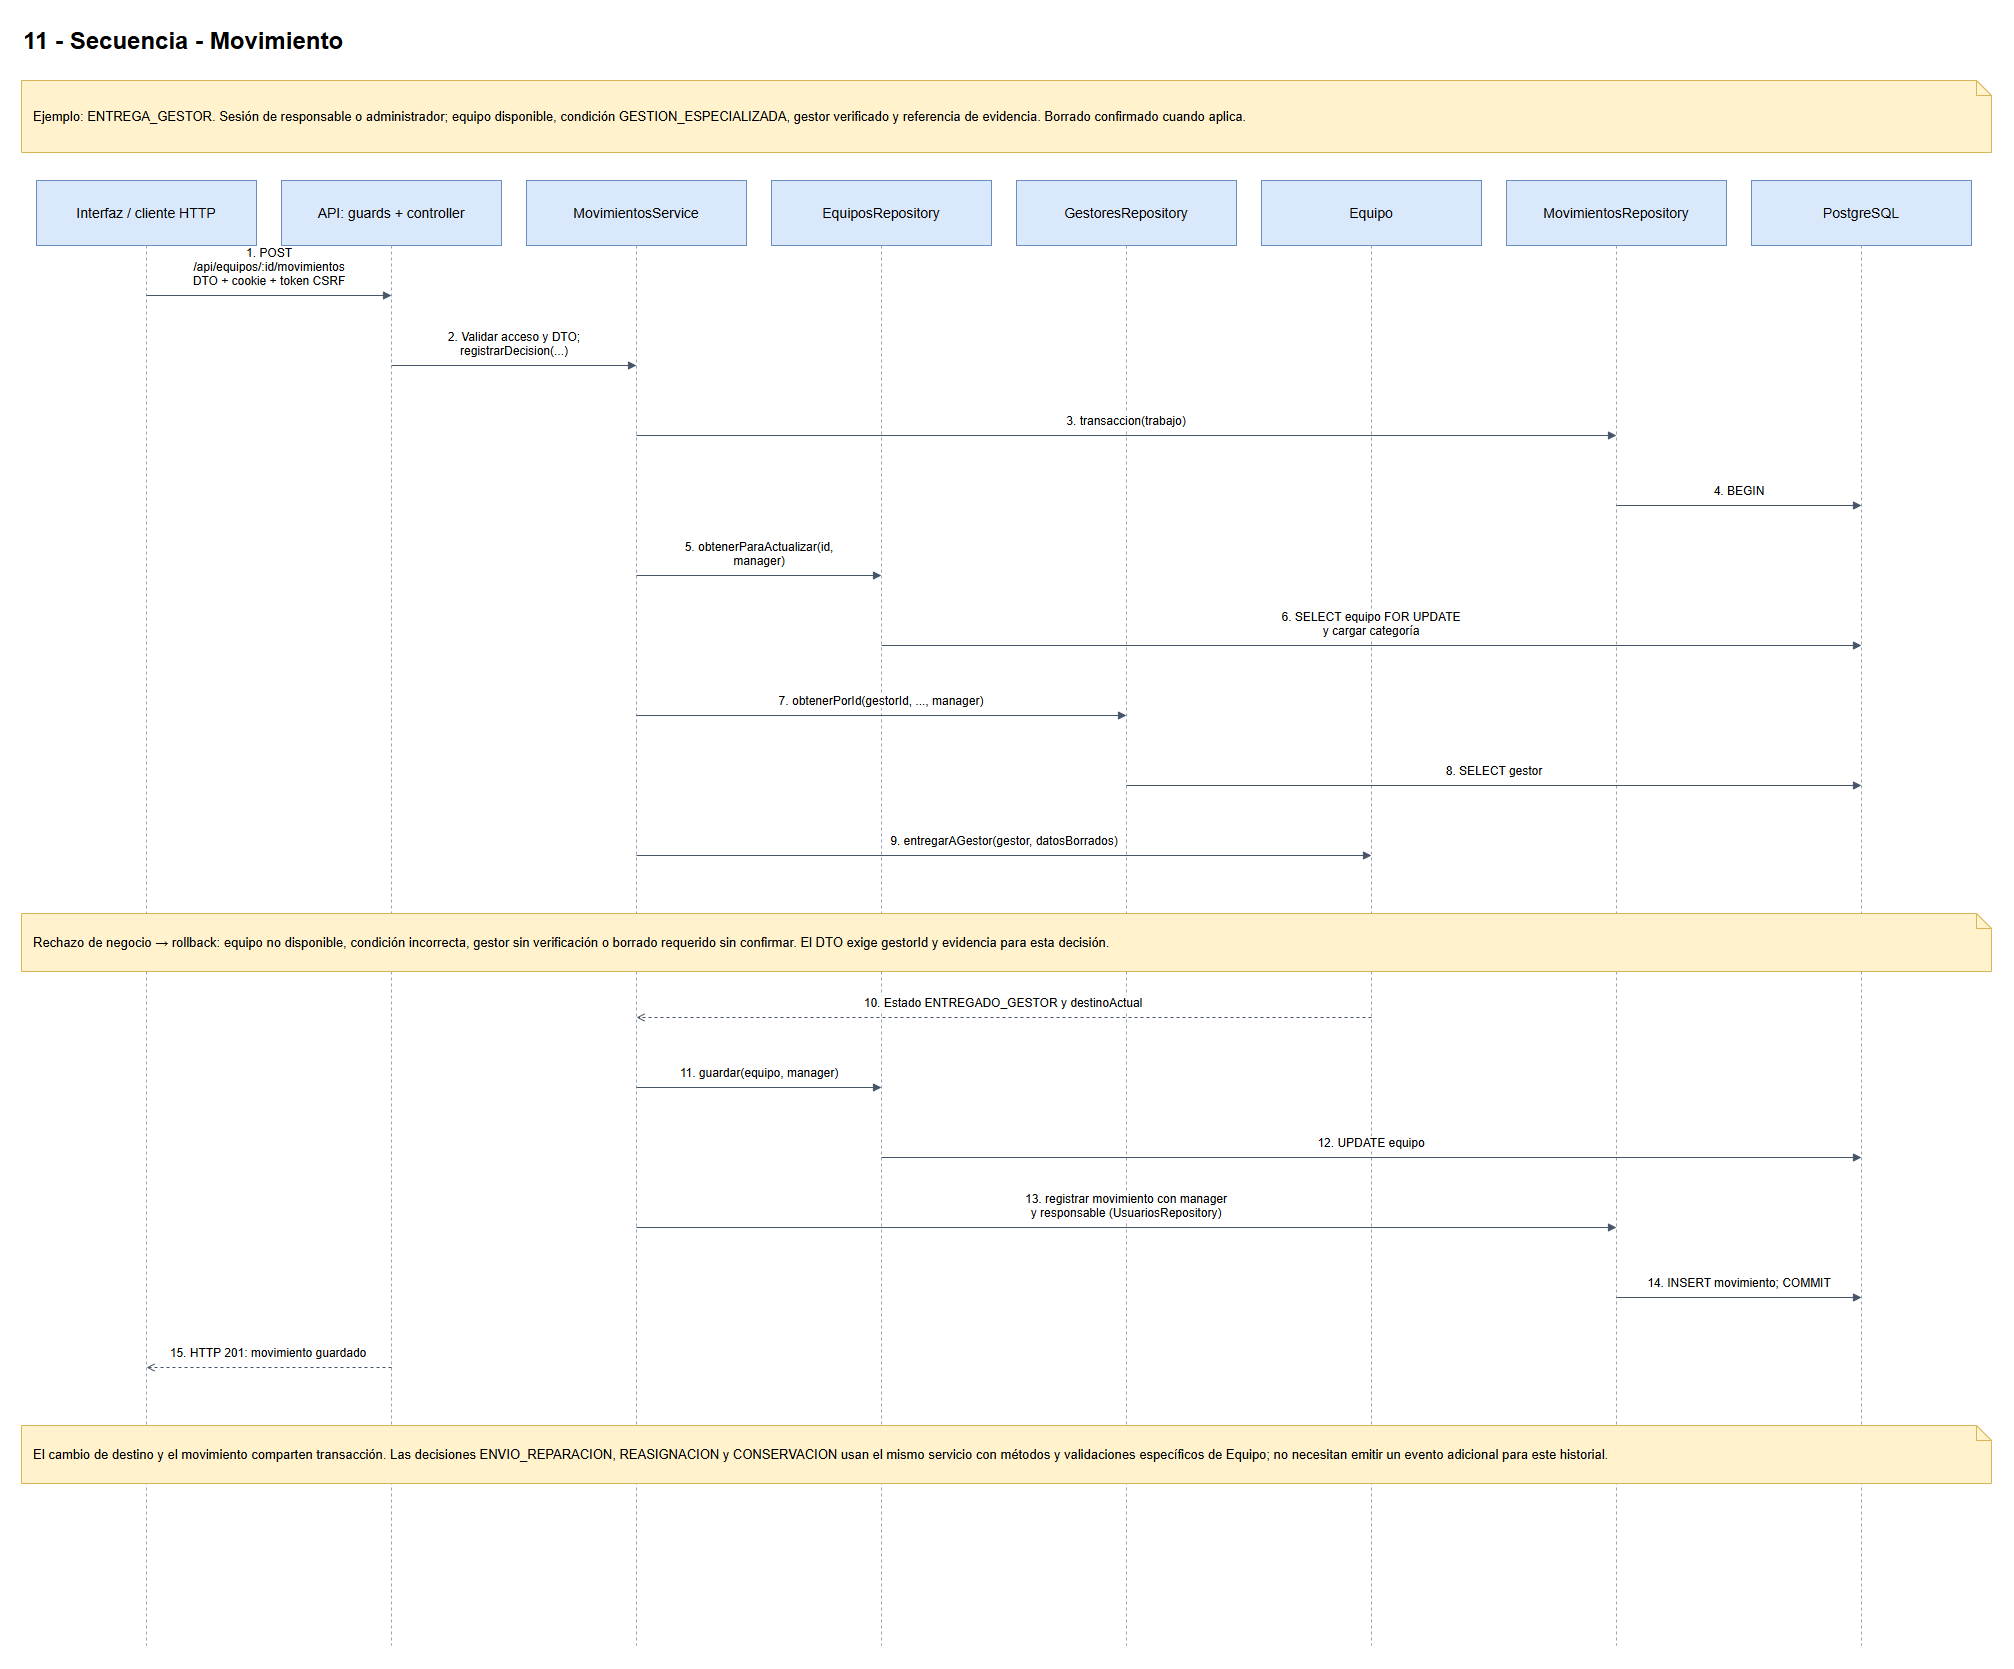 11 - Secuencia - Movimiento
Ejemplo: ENTREGA_GESTOR. Sesión de responsable o administrador; equipo disponible, condición GESTION_ESPECIALIZADA, gestor verificado y referencia de evidencia. Borrado confirmado cuando aplica.
Interfaz / cliente HTTP
API: guards + controller
MovimientosService
EquiposRepository
GestoresRepository
Equipo
MovimientosRepository
PostgreSQL
1. POST
/api/equipos/:id/movimientos
DTO + cookie + token CSRF
2. Validar acceso y DTO;
registrarDecision(...)
3. transaccion(trabajo)
4. BEGIN
5. obtenerParaActualizar(id,
manager)
6. SELECT equipo FOR UPDATE
y cargar categoría
7. obtenerPorId(gestorId, ..., manager)
8. SELECT gestor
9. entregarAGestor(gestor, datosBorrados)
Rechazo de negocio → rollback: equipo no disponible, condición incorrecta, gestor sin verificación o borrado requerido sin confirmar. El DTO exige gestorId y evidencia para esta decisión.
10. Estado ENTREGADO_GESTOR y destinoActual
11. guardar(equipo, manager)
12. UPDATE equipo
13. registrar movimiento con manager
y responsable (UsuariosRepository)
14. INSERT movimiento; COMMIT
15. HTTP 201: movimiento guardado
El cambio de destino y el movimiento comparten transacción. Las decisiones ENVIO_REPARACION, REASIGNACION y CONSERVACION usan el mismo servicio con métodos y validaciones específicos de Equipo; no necesitan emitir un evento adicional para este historial.